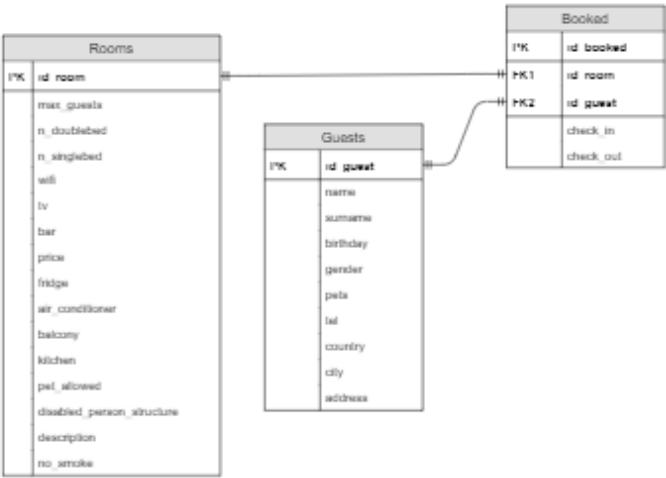 Rooms
PK id_room
max_guests
n_doublebed
n_singlebed
wifi
tv
bar
price
fridge
air_conditioner
balcony
kitchen
pet_allowed
disabled_person_structure
description
no_smoke
Guests
PK id_guest
name
surname
birthday
gender
pets
tel
country
city
address
Booked
PK id_booked
FK1 id_room
FK2 id_guest
check_in
check_out